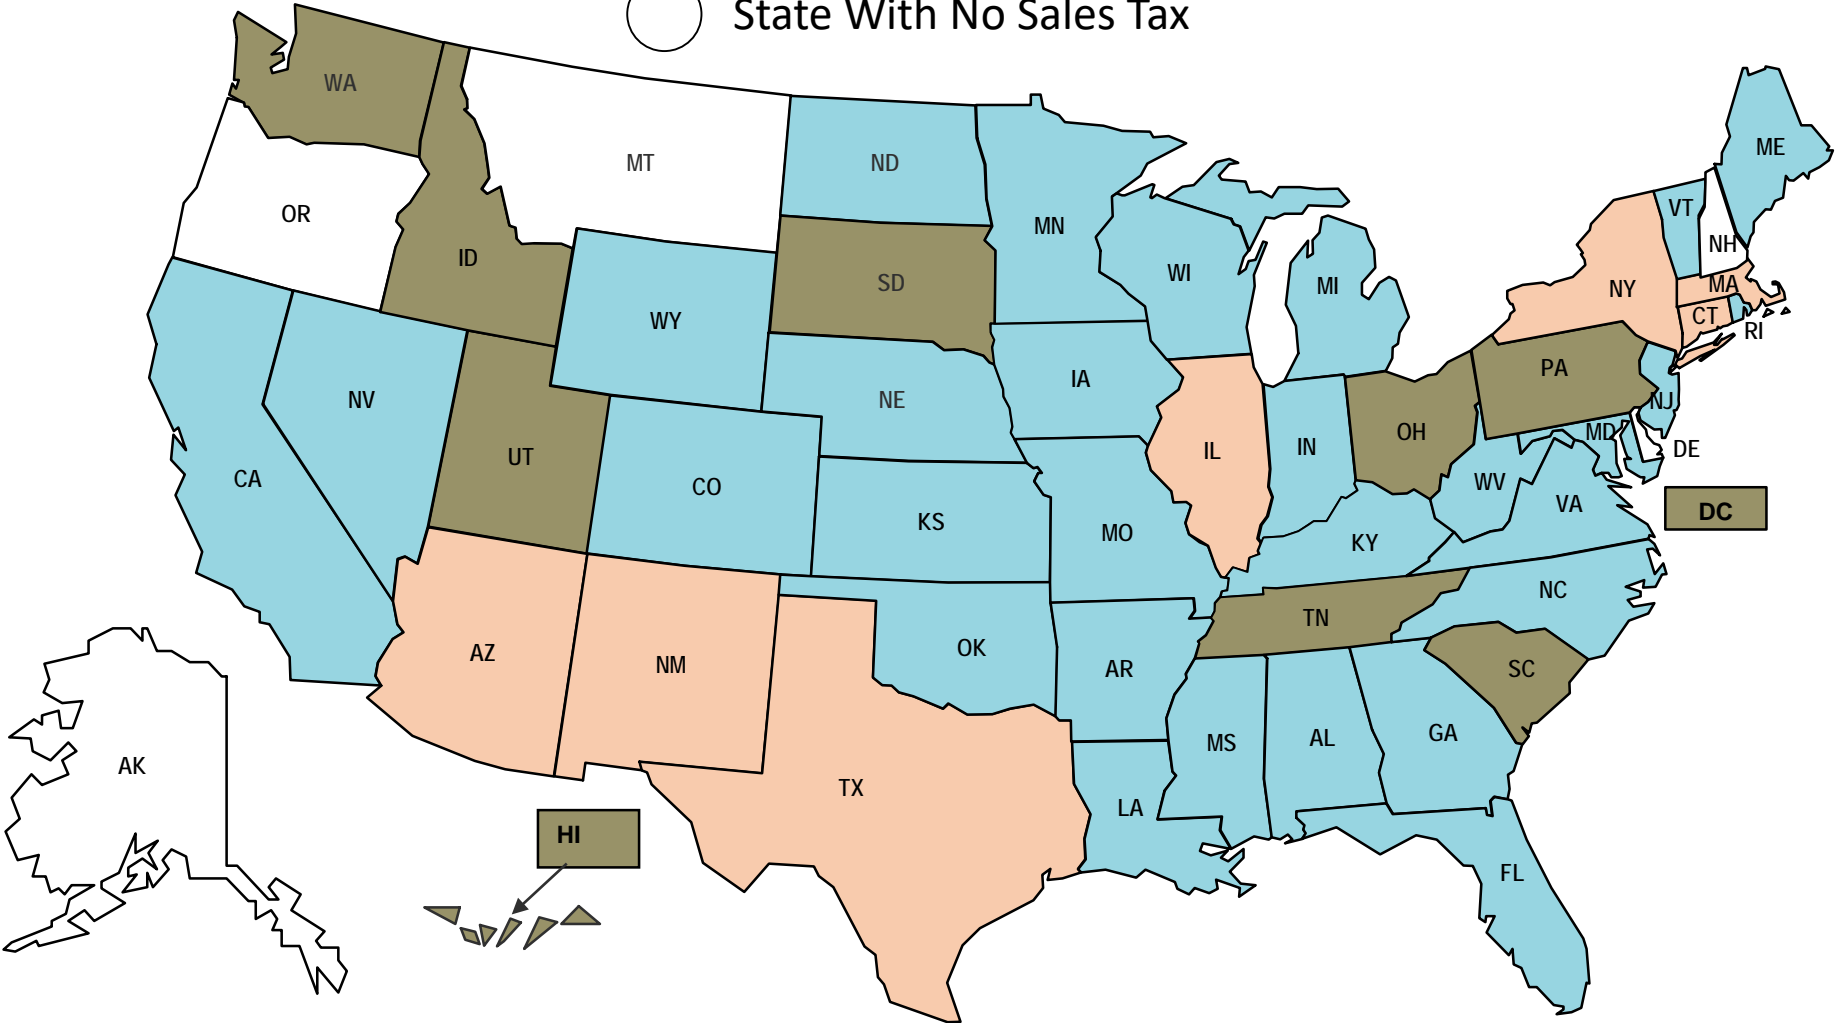 State With No Sales Tax
WA
MT
ND
MN
ME
VT
NH
OR
ID
SD
WI
MI
NY
MA
CT
RI
WY
NV
NE
IA
PA
NJ
UT
CA
CO
IL
IN
OH
MD
DE
WV
VA
DC
KS
MO
KY
NC
TN
AZ
NM
OK
AR
SC
MS
AL
GA
AK
TX
LA
HI
FL